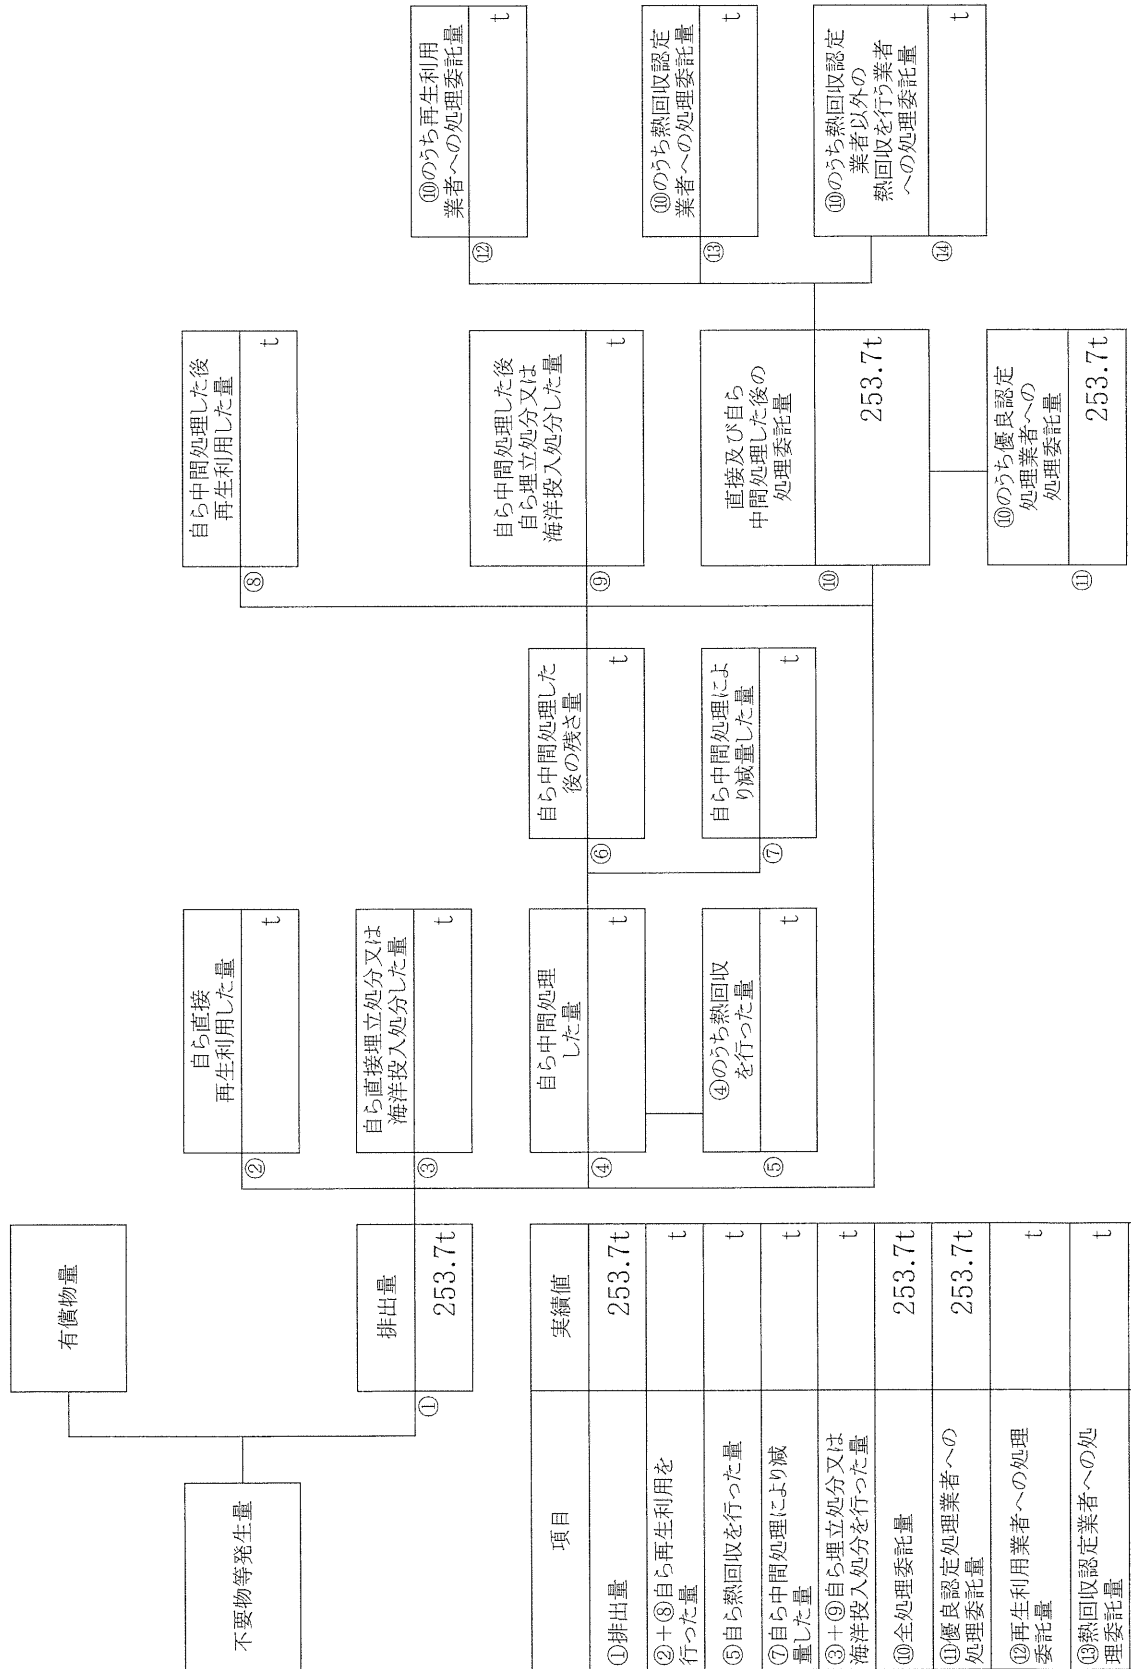 不要物等発生量
有償物量
排出量
①
253.7t
自ら直接
再生利用した量
②
t
自ら直接埋立処分又は
海洋投入処分した量
③
t
自ら中間処理
した量
④
t
④のうち熱回収
を行った量
⑤
t
自ら中間処理した
後の残さ量
⑥
t
自ら中間処理によ
り減量した量
⑦
t
自ら中間処理した後
再生利用した量
⑧
t
自ら中間処理した後
自ら埋立処分又は
海洋投入処分した量
⑨
t
直接及び自ら
中間処理した後の
処理委託量
⑩
253.7t
⑩のうち優良認定
処理業者への
処理委託量
⑪
253.7t
⑩のうち再生利用
業者への処理委託量
⑫
t
⑩のうち熱回収認定
業者への処理委託量
⑬
t
⑩のうち熱回収認定
業者以外の
熱回収を行う業者
への処理委託量
⑭
t
項目 実績値
①排出量 253.7t
②+⑧自ら再生利用を
行った量 t
⑤自ら熱回収を行った量 t
⑦自ら中間処理により減
量した量 t
③+⑨自ら埋立処分又は
海洋投入処分を行った量 t
⑩全処理委託量 253.7t
⑪優良認定処理業者への
処理委託量 253.7t
⑫再生利用業者への処理
委託量 t
⑬熱回収認定業者への処
理委託量 t